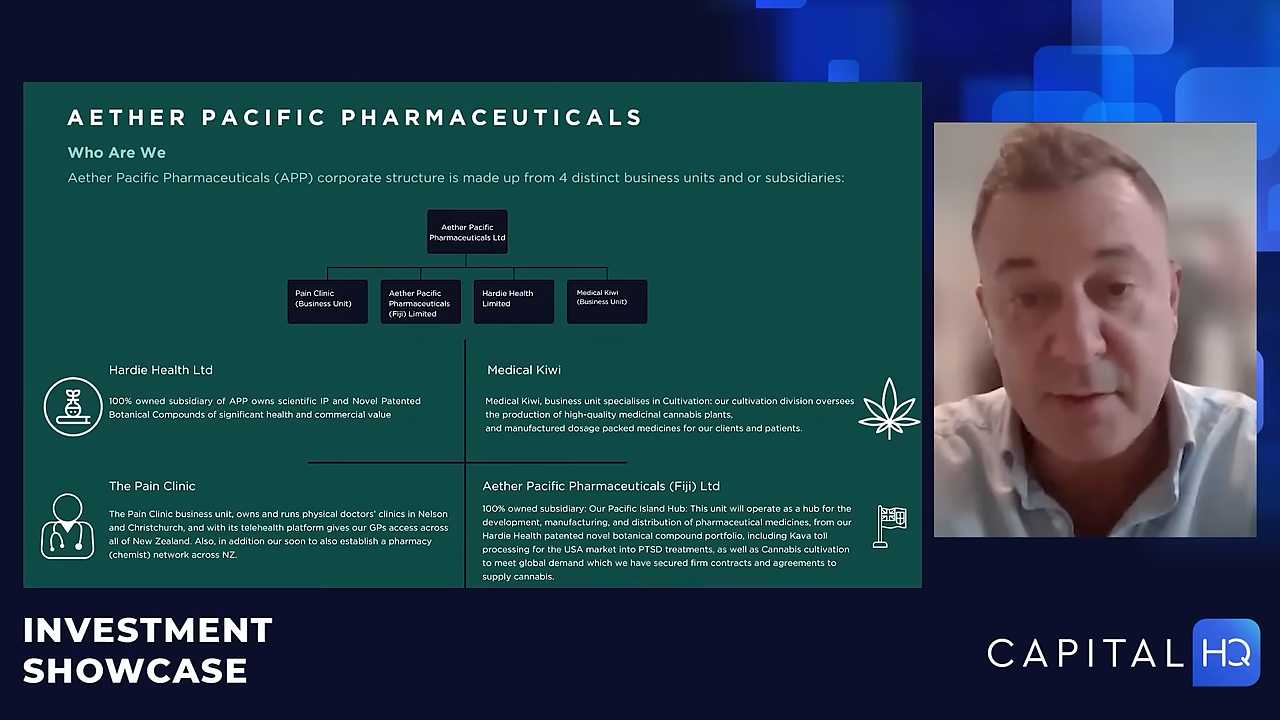 AETHER PACIFIC PHARMACEUTICALS
Who Are We
Aether Pacific Pharmaceuticals (APP) corporate structure is made up from 4 distinct business units and or subsidiaries:
Aether Pacific
Pharmaceuticals Ltd
Pain Clinic
(Business Unit)
Aether Pacific
Pharmaceuticals
(Fiji) Limited
Hardie Health
Limited
Medical Kiwi
(Business Unit)
Hardie Health Ltd
100% owned subsidiary of APP owns scientific IP and Novel Patented
Botanical Compounds of significant health and commercial value
Medical Kiwi
Medical Kiwi, business unit specialises in Cultivation: our cultivation division oversees
the production of high-quality medicinal cannabis plants,
and manufactured dosage packed medicines for our clients and patients.
The Pain Clinic
The Pain Clinic business unit, owns and runs physical doctors' clinics in Nelson
and Christchurch, and with its telehealth platform gives our GPs access across
all of New Zealand. Also, in addition our soon to also establish a pharmacy
(chemist) network across NZ.
Aether Pacific Pharmaceuticals (Fiji) Ltd
100% owned subsidiary: Our Pacific Island Hub: This unit will operate as a hub for the
development, manufacturing, and distribution of pharmaceutical medicines, from our
Hardie Health patented novel botanical compound portfolio, including Kava toll
processing for the USA market into PTSD treatments, as well as Cannabis cultivation
to meet global demand which we have secured firm contracts and agreements to
supply cannabis.
INVESTMENT
SHOWCASE
CAPITAL HQ